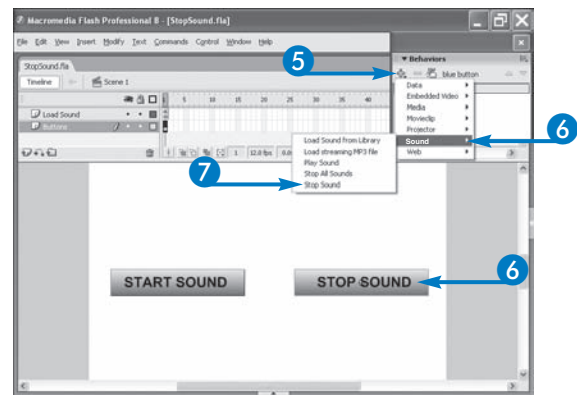 Macromedia Flash Professional 8 - [StopSound.fla]
File Edit View Insert Modify Text Commands Control Window Help
5
StopSound.fla
Timeline Scene 1
▼ Behaviors
blue button
5 10 15 20 25 30 35 40
Load Sound
Buttons
1 12.0 fps
Data
Embedded Video
Media
Movieclip
Projector
Sound
Web
6
Load Sound from Library
Load streaming MP3 file
Play Sound
Stop All Sounds
Stop Sound
7
START SOUND
STOP SOUND
6